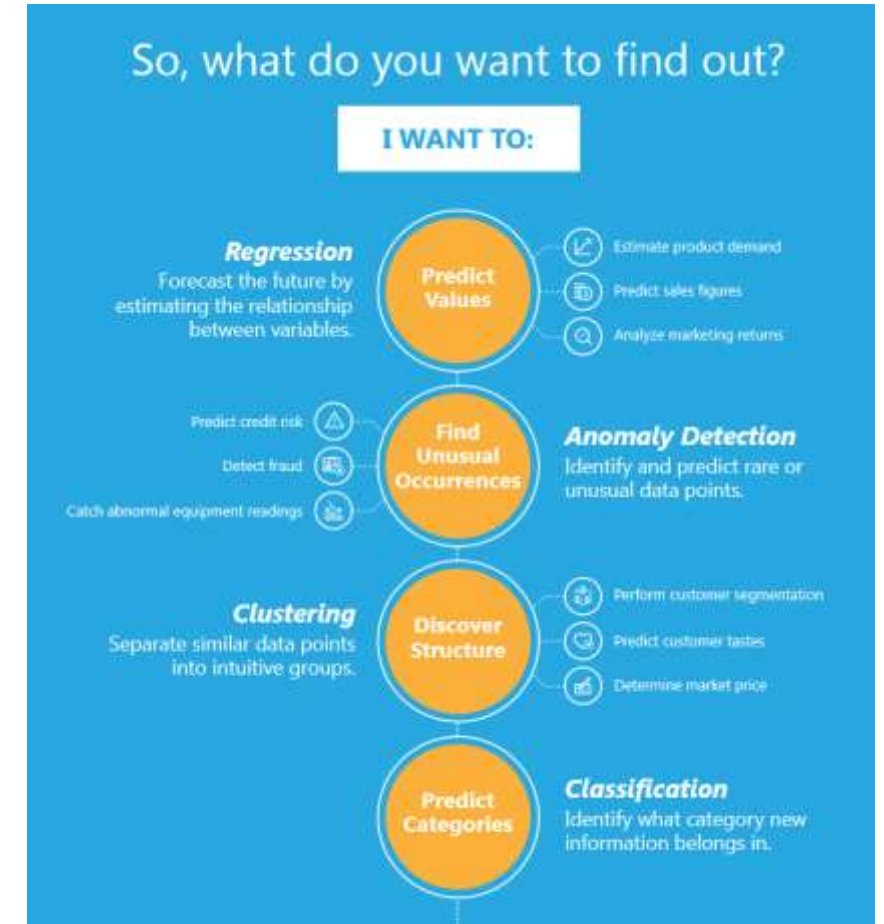 So, what do you want to find out?
I WANT TO:
Regression
Forecast the future by
estimating the relationship
between variables.
Predict
Values
Estimate product demand
Predict sales figures
Analyze marketing returns
Predict credit risk
Detect fraud
Catch abnormal equipment readings
Find
Unusual
Occurrences
Anomaly Detection
Identify and predict rare or
unusual data points.
Clustering
Separate similar data points
into intuitive groups.
Discover
Structure
Perform customer segmentation
Predict customer tastes
Determine market price
Predict
Categories
Classification
Identify what category new
information belongs in.